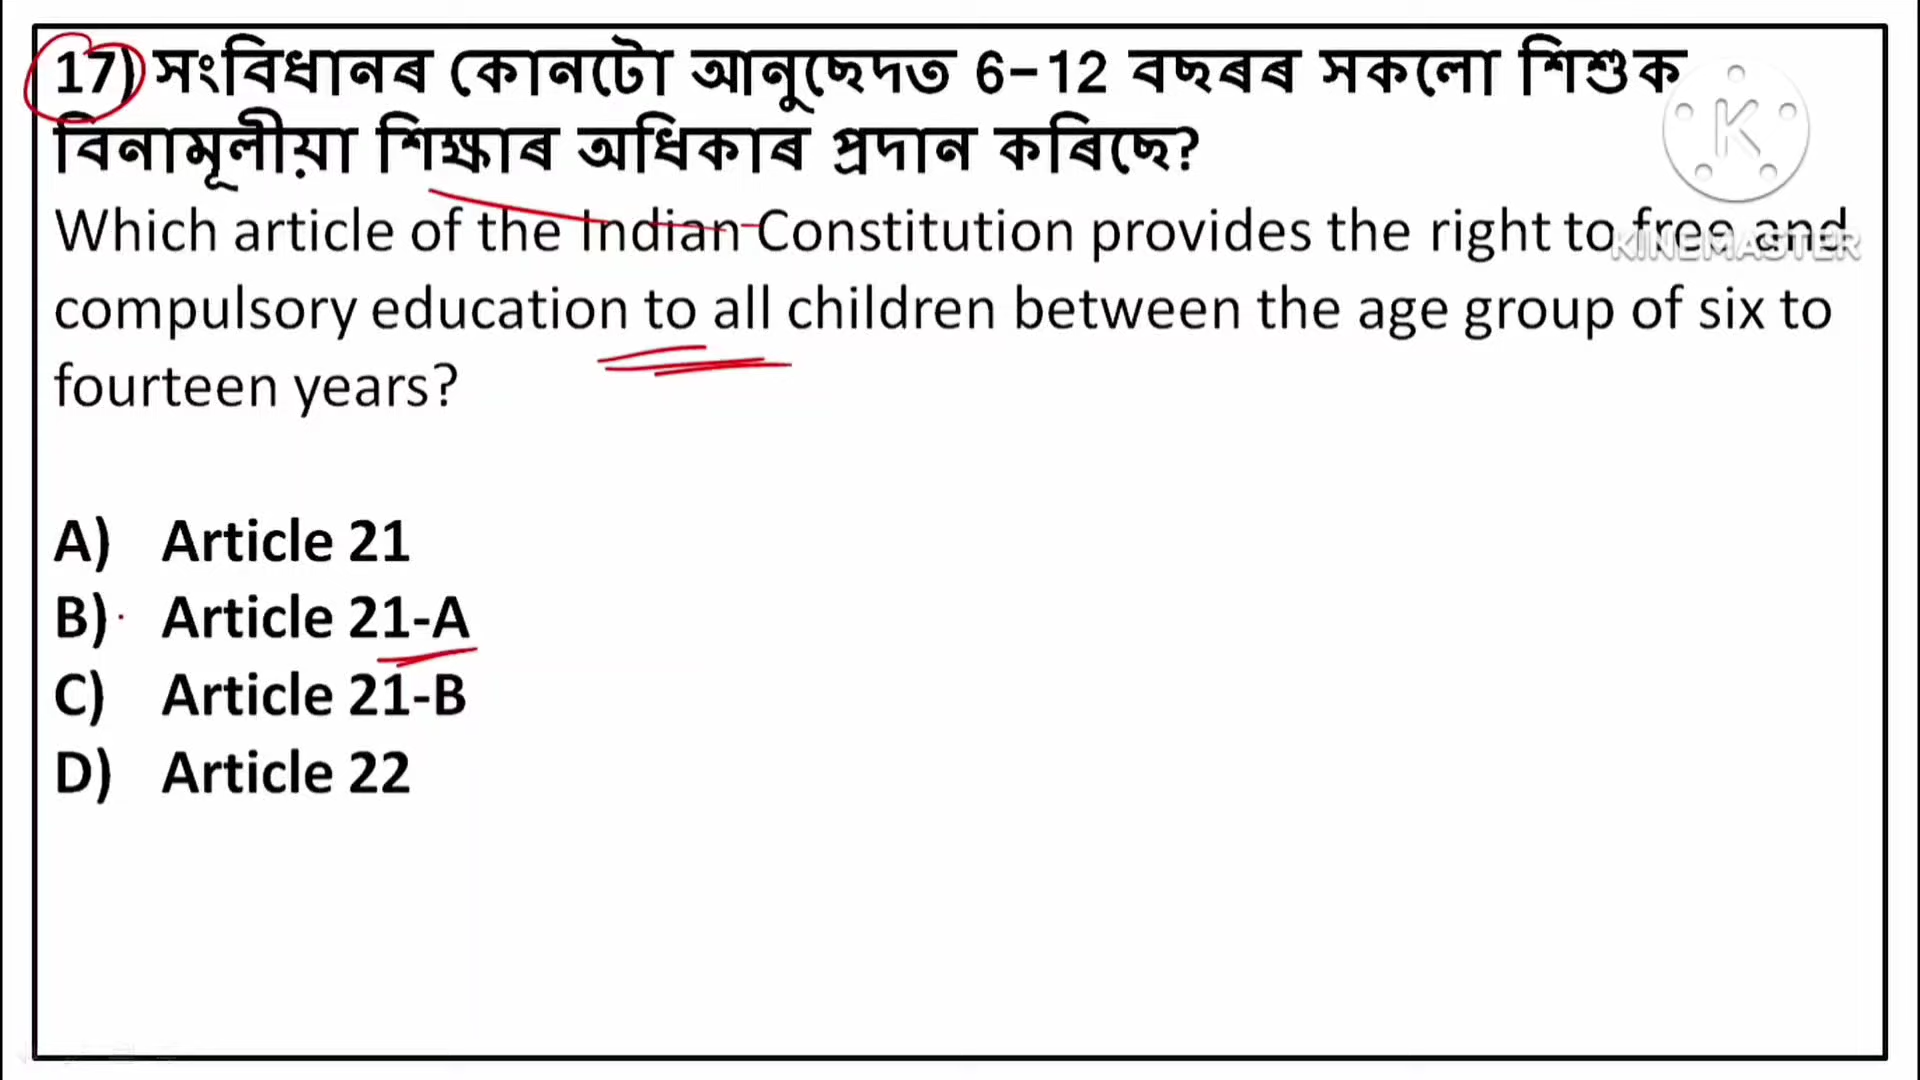 17) সংবিধানৰ কোনটো আনুছেদত 6-12 বছৰৰ সকলো শিশুক
বিনামূলীয়া শিক্ষাৰ অধিকাৰ প্ৰদান কৰিছে?
Which article of the Indian Constitution provides the right to free and
compulsory education to all children between the age group of six to
fourteen years?
A) Article 21
B) Article 21-A
C) Article 21-B
D) Article 22
K
KINEMASTER